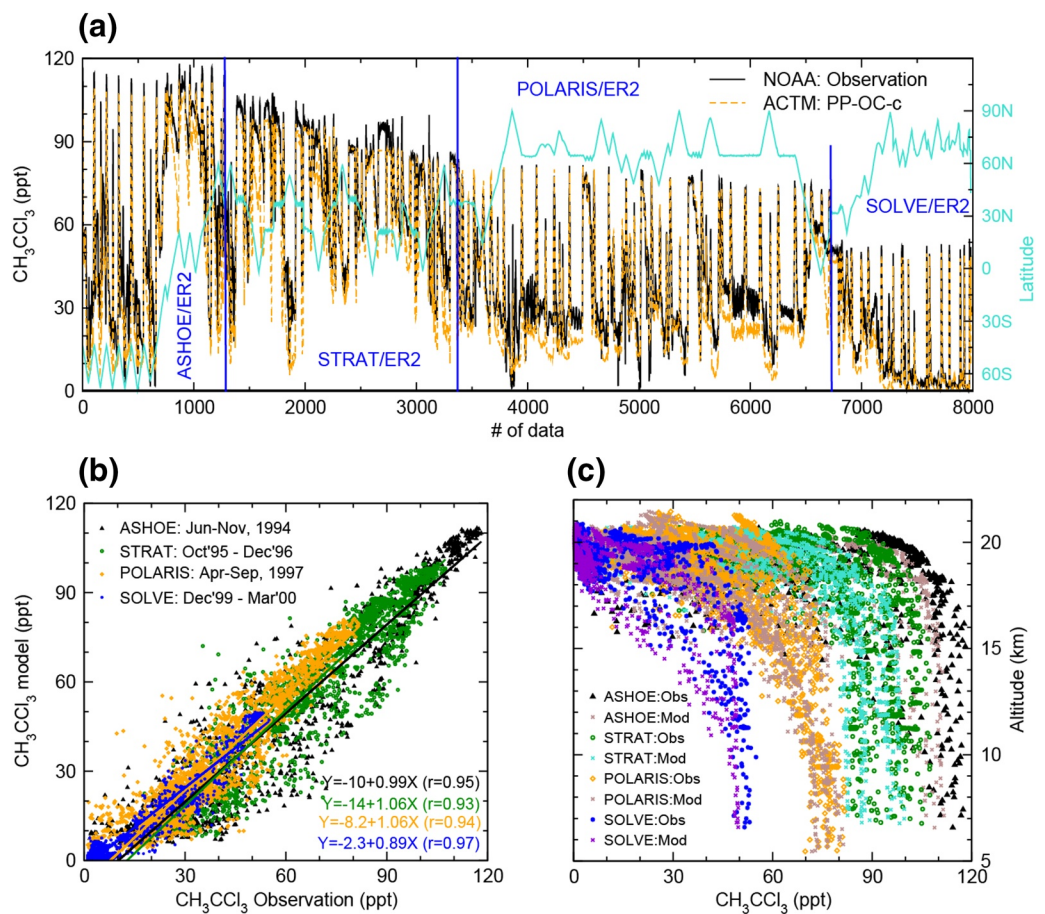 (a)
120
90
60
30
0
CH3CCl3 (ppt)
NOAA: Observation
ACTM: PP-OC-c
POLARIS/ER2
SOLVE/ER2
ASHOE/ER2
STRAT/ER2
90N
60N
30N
0
30S
60S
Latitude
0 1000 2000 3000 4000 5000 6000 7000 8000
# of data
(b)
120
90
60
30
0
CH3CCl3 model (ppt)
ASHOE: Jun-Nov, 1994
STRAT: Oct'95 - Dec'96
POLARIS: Apr-Sep, 1997
SOLVE: Dec'99 - Mar'00
Y=-10+0.99X (r=0.95)
Y=-14+1.06X (r=0.93)
Y=-8.2+1.06X (r=0.94)
Y=-2.3+0.89X (r=0.97)
0 30 60 90 120
CH3CCl3 Observation (ppt)
(c)
ASHOE:Obs
ASHOE:Mod
STRAT:Obs
STRAT:Mod
POLARIS:Obs
POLARIS:Mod
SOLVE:Obs
SOLVE:Mod
20
15
10
5
Altitude (km)
0 30 60 90 120
CH3CCl3 (ppt)